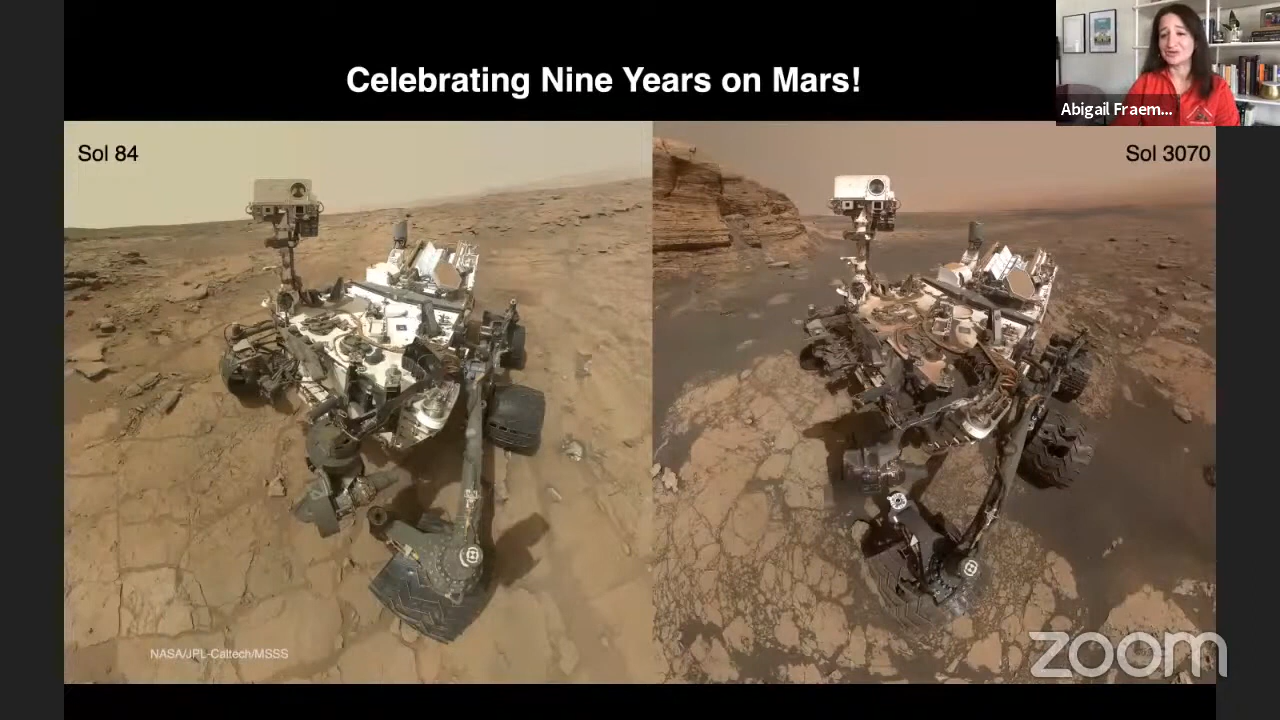 Celebrating Nine Years on Mars!
Abigail Fraem...
Sol 84
Sol 3070
NASA/JPL-Caltech/MSSS
zoom